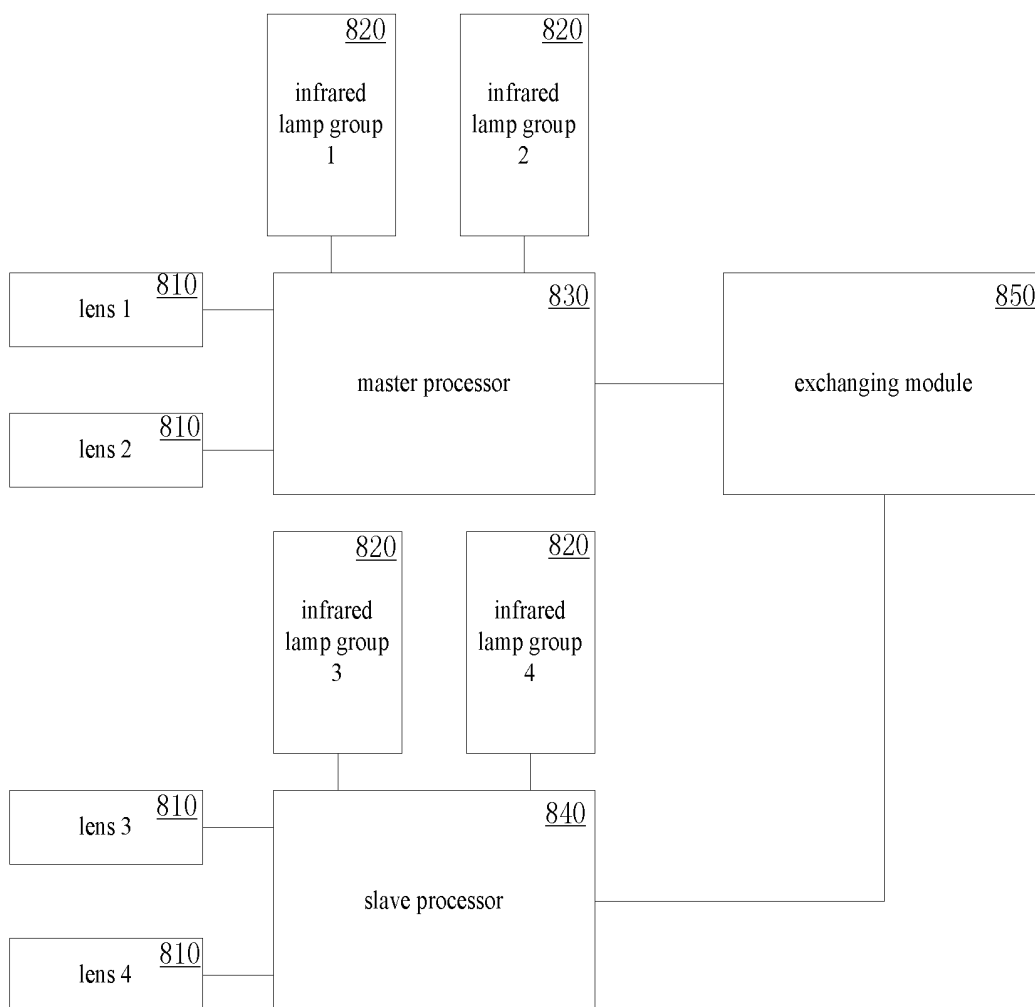 820
infrared
lamp group
1
820
infrared
lamp group
2
810
lens 1
830
master processor
850
exchanging module
810
lens 2
820
infrared
lamp group
3
820
infrared
lamp group
4
810
lens 3
840
slave processor
810
lens 4